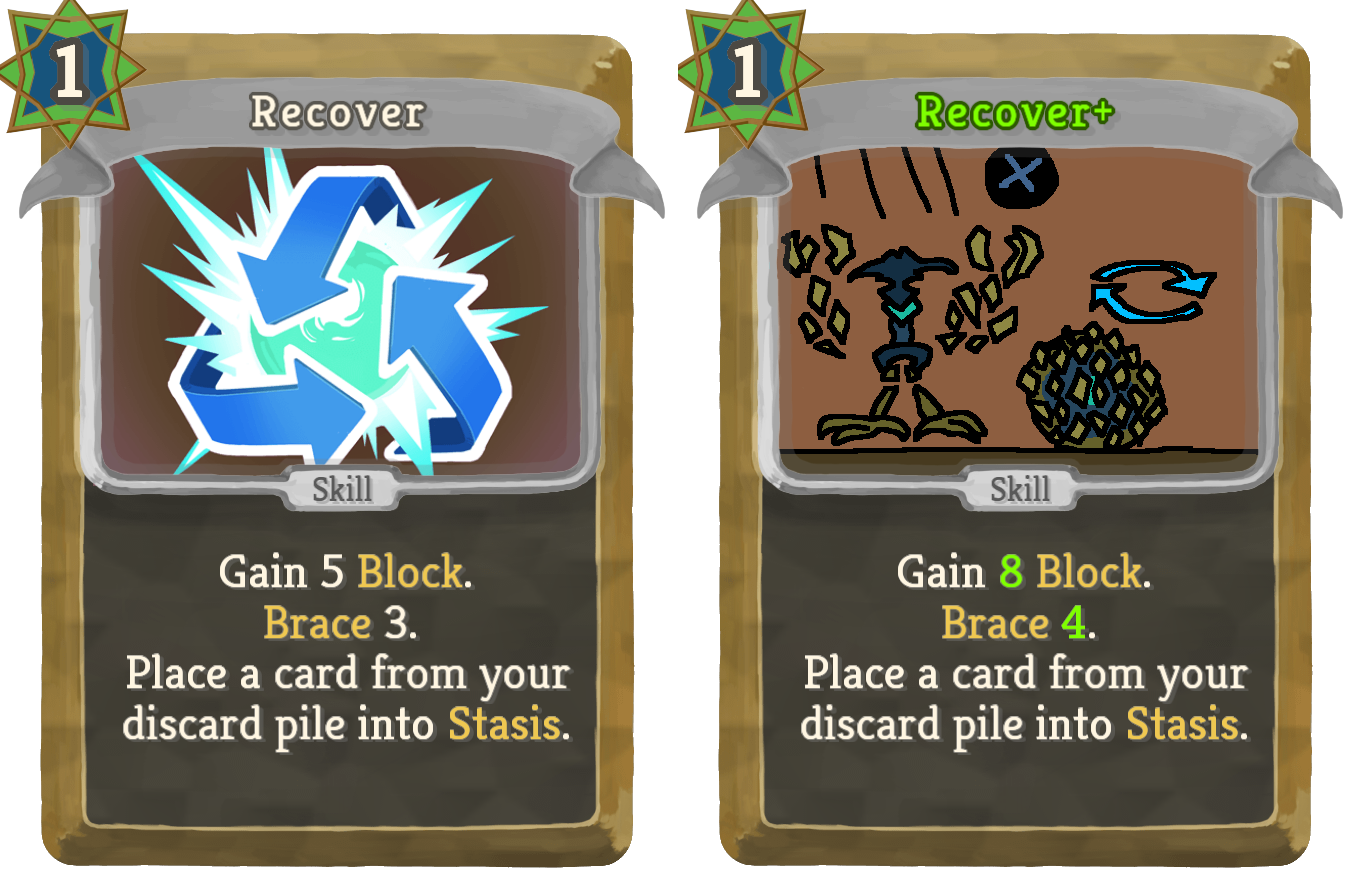 1
Recover
Skill
Gain 5 Block.
Brace 3.
Place a card from your
discard pile into Stasis.
1
Recover+
Skill
Gain 8 Block.
Brace 4.
Place a card from your
discard pile into Stasis.